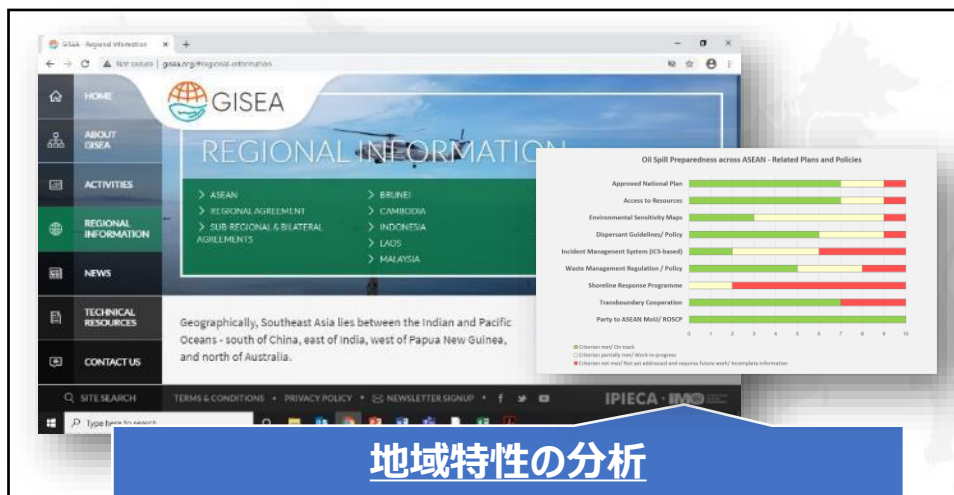 GISEA - Regional Information
Not secure | gisea.org/#regional-information
HOME
ABOUT
GISEA
ACTIVITIES
REGIONAL
INFORMATION
NEWS
TECHNICAL
RESOURCES
CONTACT US
SITE SEARCH
GISEA
REGIONAL INFORMATION
> ASEAN
> REGIONAL AGREEMENT
> SUB-REGIONAL & BILATERAL
AGREEMENTS
> BRUNEI
> CAMBODIA
> INDONESIA
> LAOS
> MALAYSIA
Geographically, Southeast Asia lies between the Indian and Pacific
Oceans - south of China, east of India, west of Papua New Guinea,
and north of Australia.
TERMS & CONDITIONS • PRIVACY POLICY • NEWSLETTER SIGNUP •
IPIECA · IMO
Type here to search
Oil Spill Preparedness across ASEAN - Related Plans and Policies
Approved National Plan
Access to Resources
Environmental Sensitivity Maps
Dispersant Guidelines/ Policy
Incident Management System (ICS-based)
Waste Management Regulation / Policy
Shoreline Response Programme
Transboundary Cooperation
Party to ASEAN MoU/ ROSCP
0 1 2 3 4 5 6 7 8 9 10
Criterion met/ On track
Criterion partially met/ Work-in-progress
Criterion not met/ Not yet addressed and requires future work/ Incomplete information
地域特性の分析